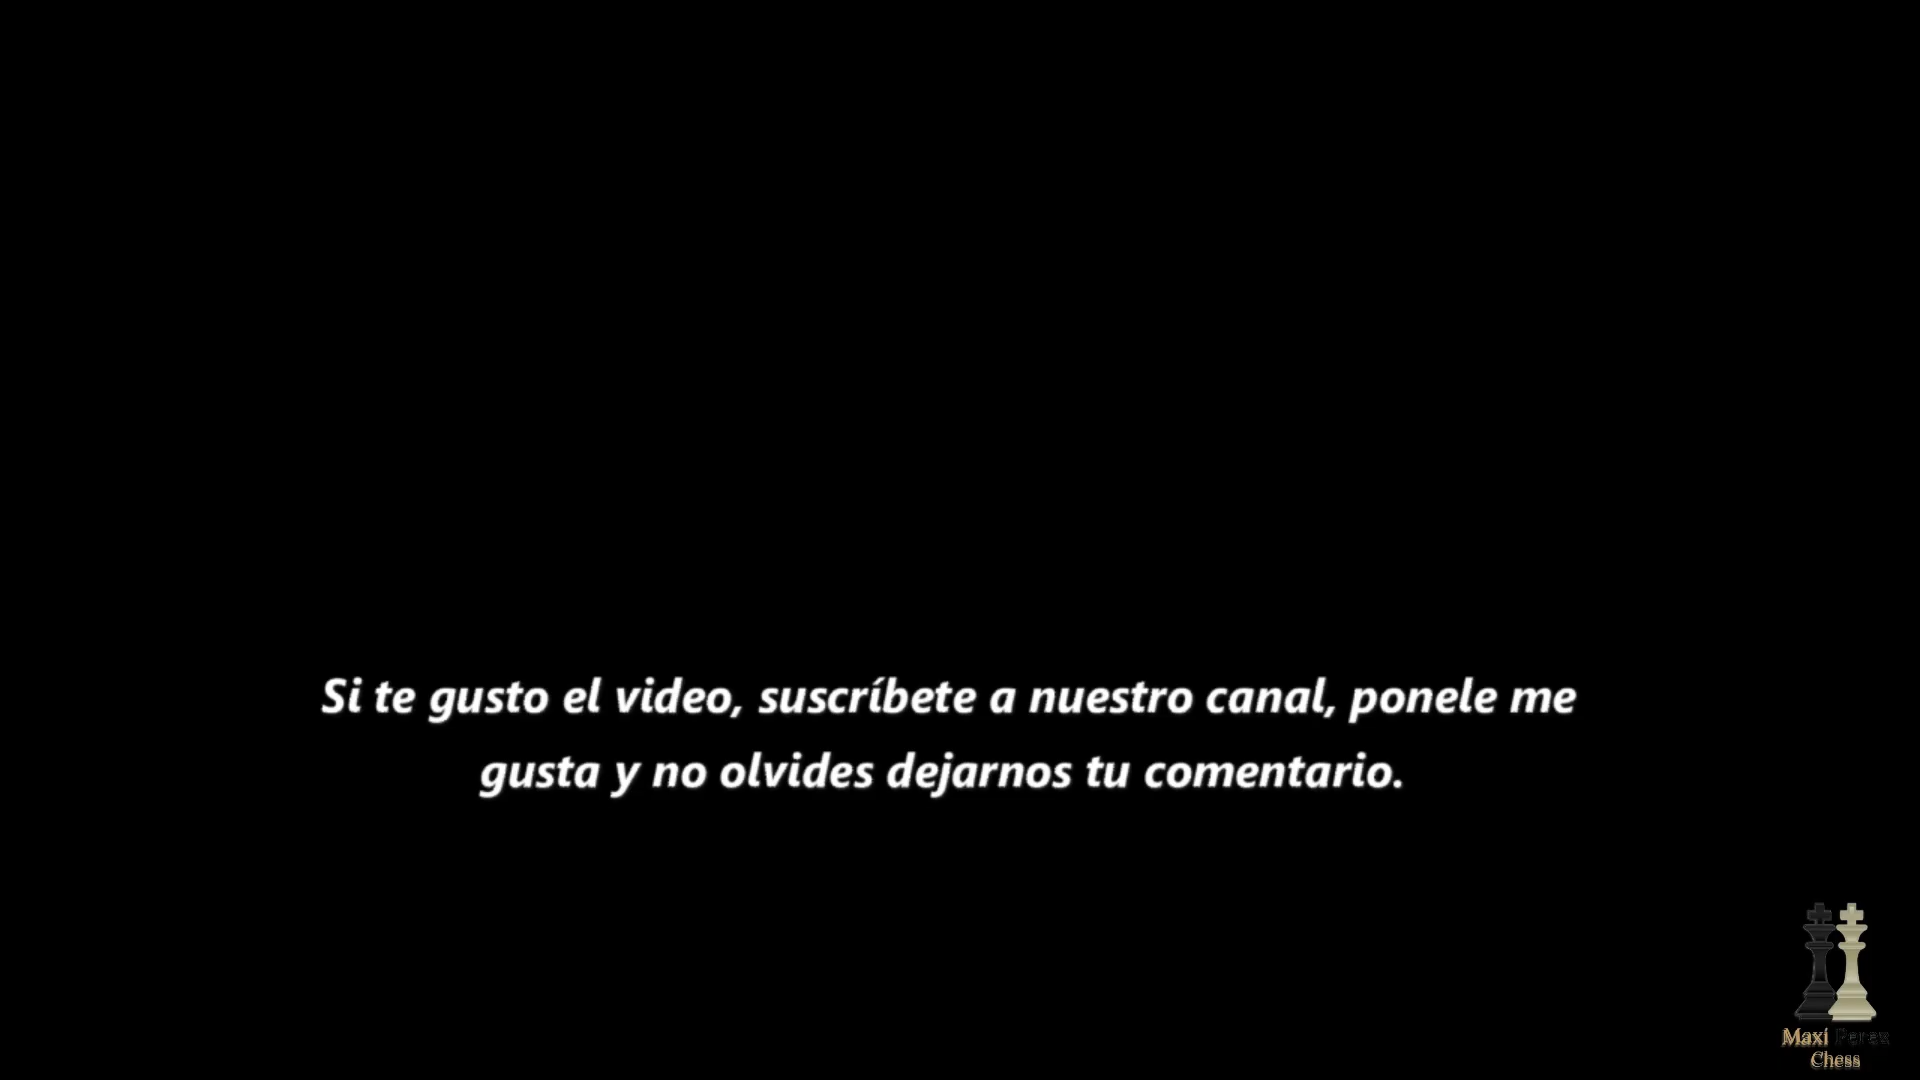 Si te gusto el video, suscríbete a nuestro canal, ponele me
gusta y no olvides dejarnos tu comentario.
Maxi Perez
Chess